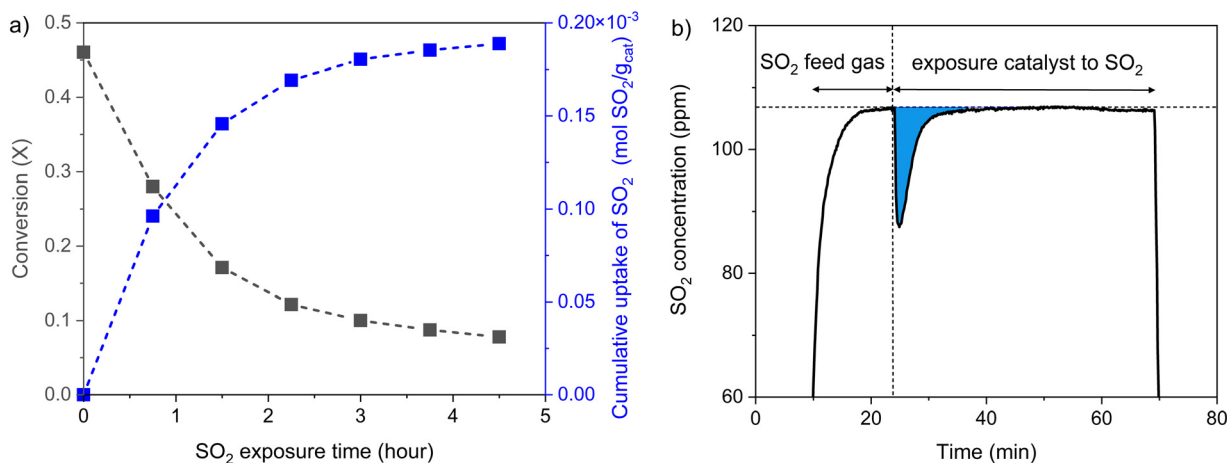 a)
0.5
0.4
0.3
0.2
0.1
0.0
Conversion (X)
0 1 2 3 4 5
SO2 exposure time (hour)
0.20×10-3
0.15
0.10
0.05
0.00
Cumulative uptake of SO2 (mol SO2/gcat)
b)
120
100
80
60
SO2 concentration (ppm)
SO2 feed gas
exposure catalyst to SO2
0 20 40 60 80
Time (min)